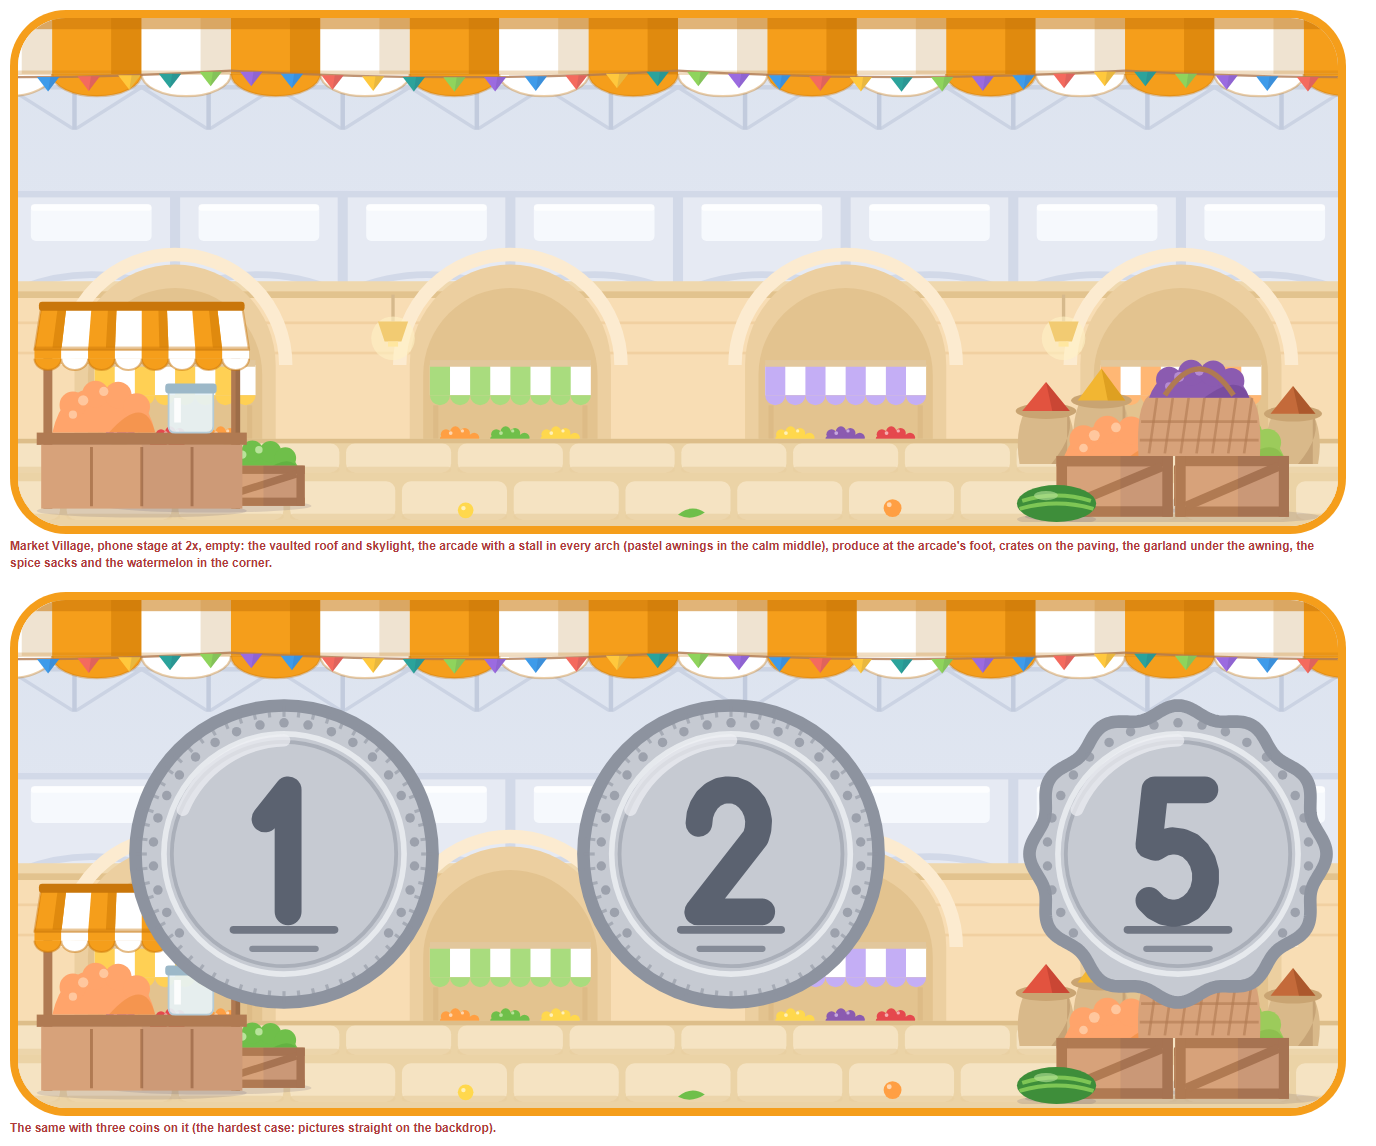 Market Village, phone stage at 2x, empty: the vaulted roof and skylight, the arcade with a stall in every arch (pastel awnings in the calm middle), produce at the arcade's foot, crates on the paving, the garland under the awning, the
spice sacks and the watermelon in the corner.
1 2 5
The same with three coins on it (the hardest case: pictures straight on the backdrop).